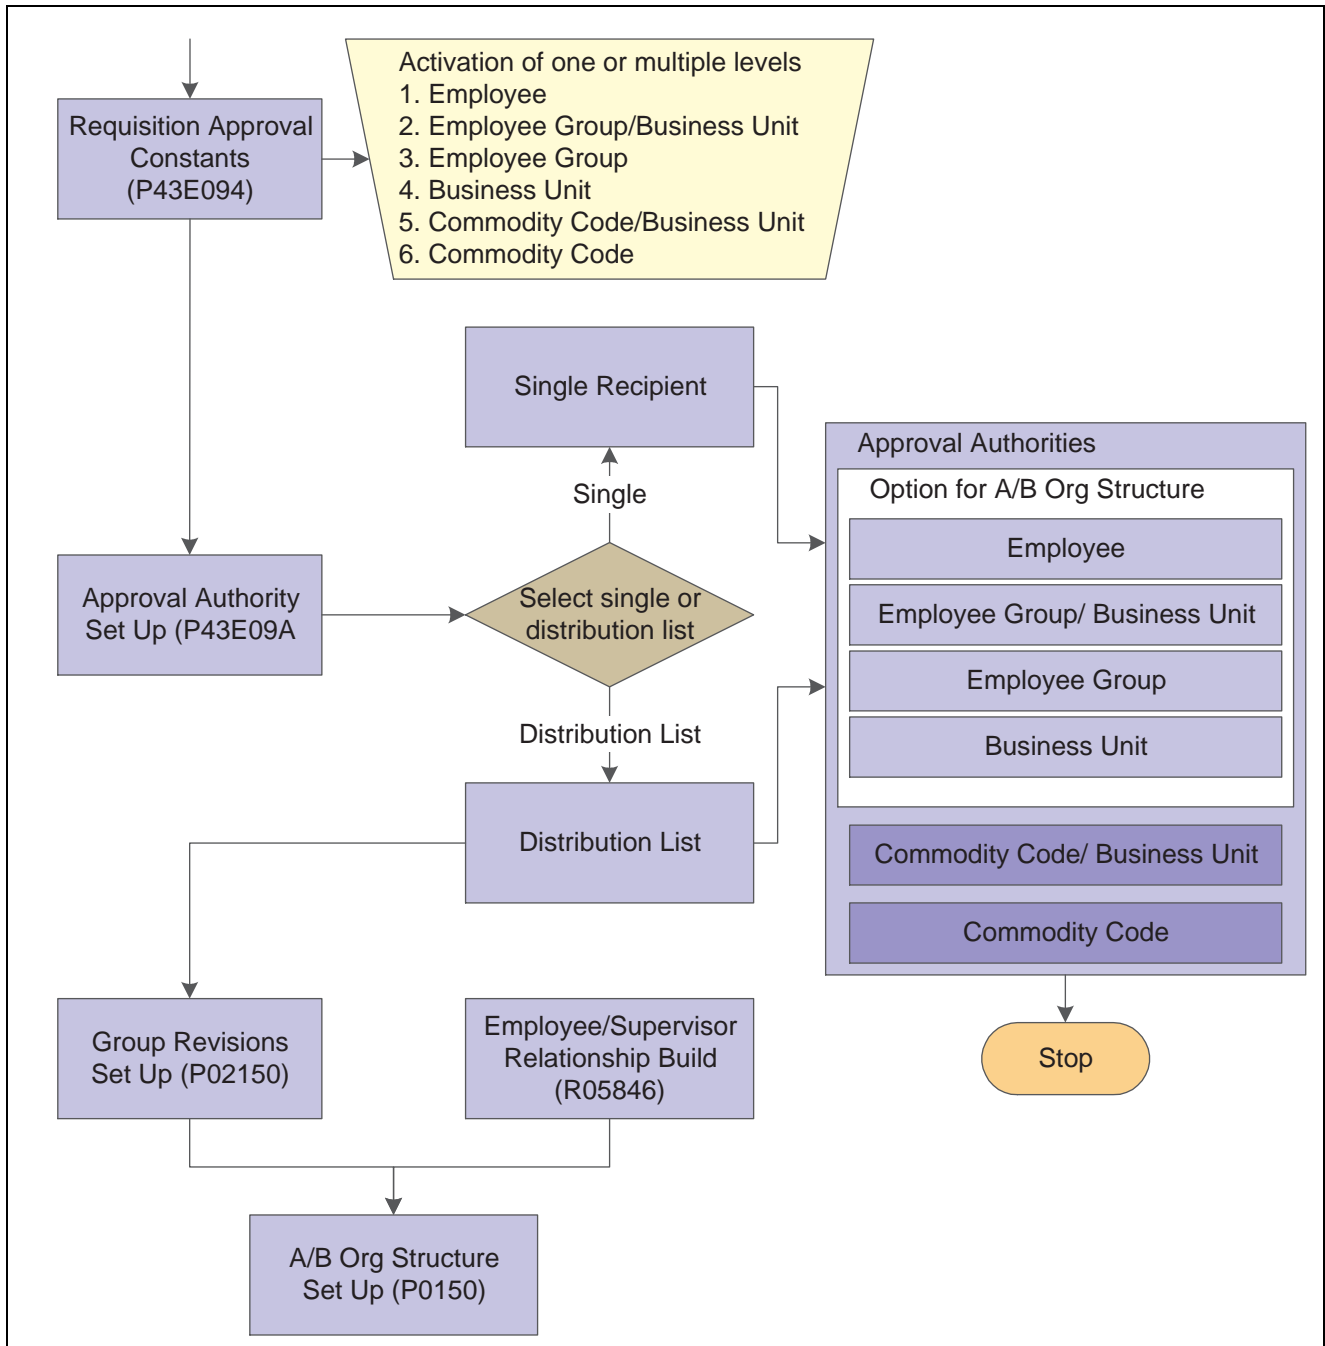 Requisition Approval
Constants
(P43E094)
Activation of one or multiple levels
1. Employee
2. Employee Group/Business Unit
3. Employee Group
4. Business Unit
5. Commodity Code/Business Unit
6. Commodity Code
Single Recipient
Single
Approval Authority
Set Up (P43E09A
Select single or
distribution list
Distribution List
Distribution List
Approval Authorities
Option for A/B Org Structure
Employee
Employee Group/ Business Unit
Employee Group
Business Unit
Commodity Code/ Business Unit
Commodity Code
Group Revisions
Set Up (P02150)
Employee/Supervisor
Relationship Build
(R05846)
Stop
A/B Org Structure
Set Up (P0150)